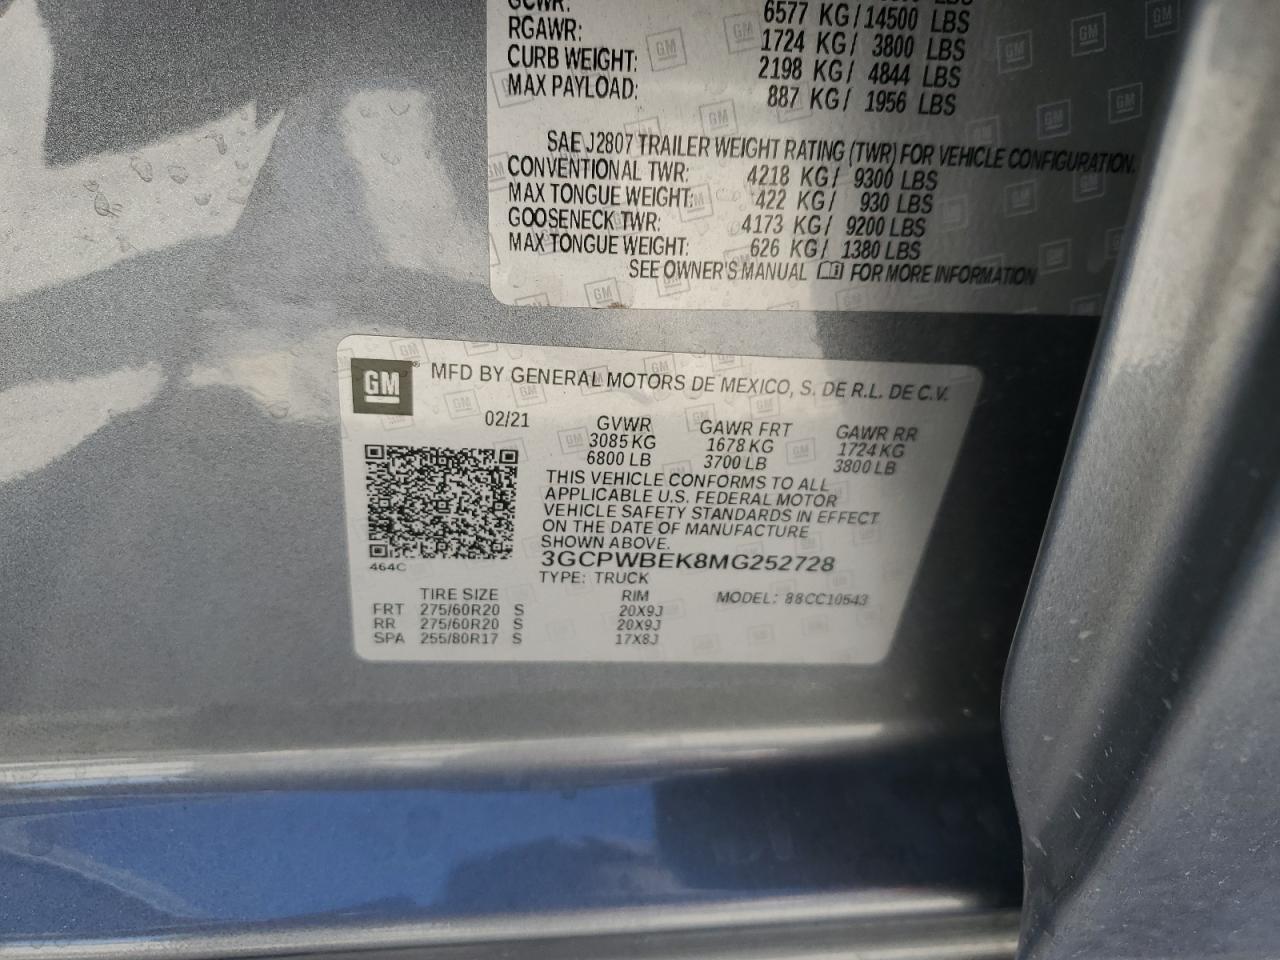 GCWR: 6577 KG/14500 LBS
RGAWR: 1724 KG/ 3800 LBS
CURB WEIGHT: 2198 KG/ 4844 LBS
MAX PAYLOAD: 887 KG/ 1956 LBS
SAE J2807 TRAILER WEIGHT RATING (TWR) FOR VEHICLE CONFIGURATION.
CONVENTIONAL TWR: 4218 KG/ 9300 LBS
MAX TONGUE WEIGHT: 422 KG/ 930 LBS
GOOSENECK TWR: 4173 KG/ 9200 LBS
MAX TONGUE WEIGHT: 626 KG/ 1380 LBS
SEE OWNER'S MANUAL FOR MORE INFORMATION
GM MFD BY GENERAL MOTORS DE MEXICO, S. DE R.L. DE C.V.
02/21 GVWR GAWR FRT GAWR RR
3085 KG 1678 KG 1724 KG
6800 LB 3700 LB 3800 LB
THIS VEHICLE CONFORMS TO ALL
APPLICABLE U.S. FEDERAL MOTOR
VEHICLE SAFETY STANDARDS IN EFFECT
ON THE DATE OF MANUFACTURE
SHOWN ABOVE.
3GCPWBEK8MG252728
464C TYPE: TRUCK
TIRE SIZE RIM MODEL: 88CC10543
FRT 275/60R20 S 20X9J
RR 275/60R20 S 20X9J
SPA 255/80R17 S 17X8J